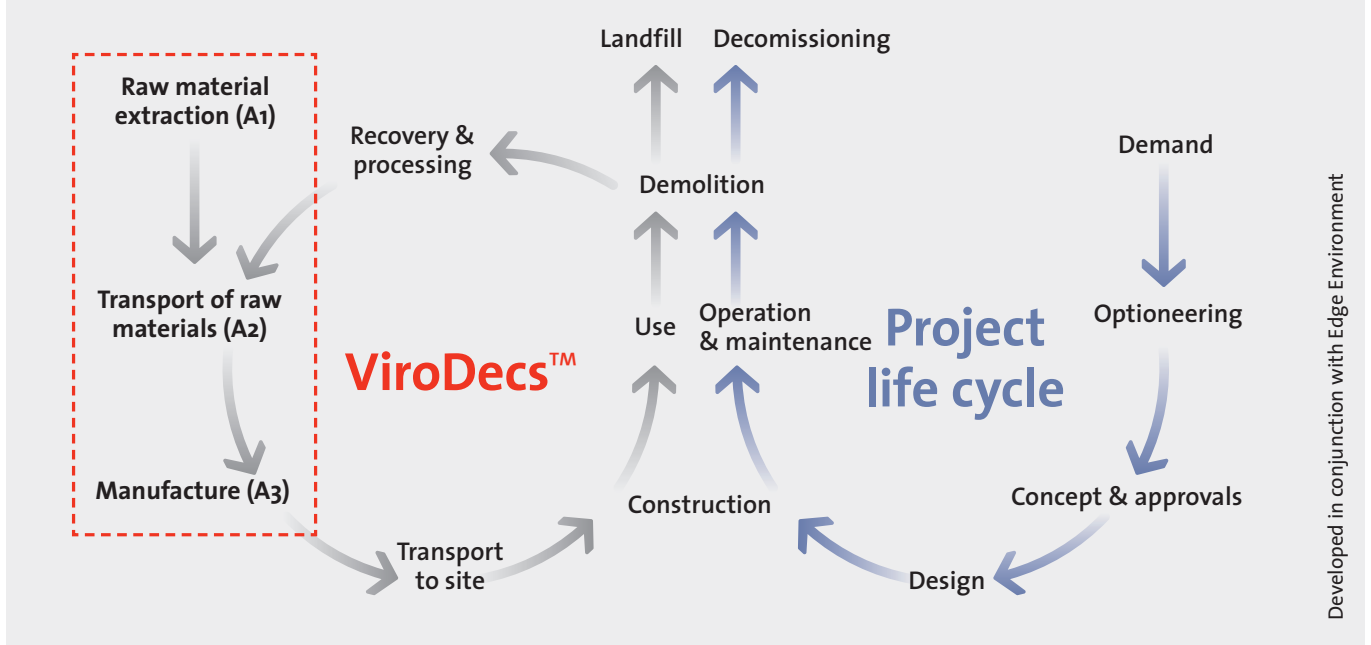 Landfill
Decomissioning
Raw material
extraction (A1)
Recovery &
processing
Demolition
Demand
Transport of raw
materials (A2)
Use
Operation
& maintenance
Optioneering
ViroDecs™
Project
life cycle
Manufacture (A3)
Construction
Concept & approvals
Transport
to site
Design
Developed in conjunction with Edge Environment